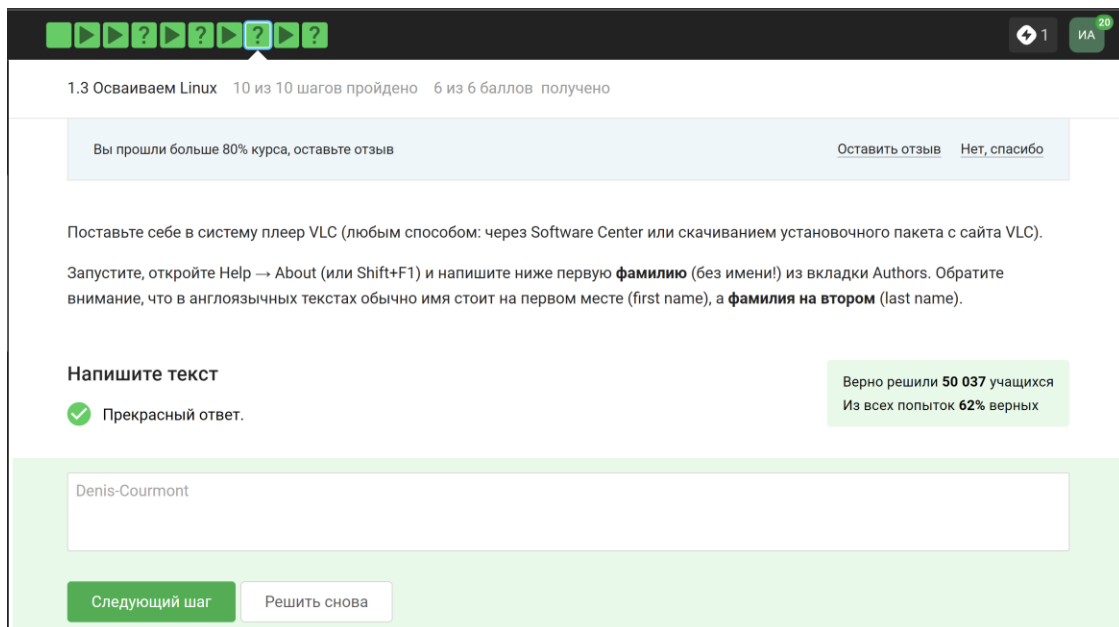 ? ? ? ?
1 ИА 20
1.3 Осваиваем Linux 10 из 10 шагов пройдено 6 из 6 баллов получено
Вы прошли больше 80% курса, оставьте отзыв Оставить отзыв Нет, спасибо
Поставьте себе в систему плеер VLC (любым способом: через Software Center или скачиванием установочного пакета с сайта VLC).
Запустите, откройте Help → About (или Shift+F1) и напишите ниже первую фамилию (без имени!) из вкладки Authors. Обратите
внимание, что в англоязычных текстах обычно имя стоит на первом месте (first name), а фамилия на втором (last name).
Напишите текст
Прекрасный ответ.
Верно решили 50 037 учащихся
Из всех попыток 62% верных
Denis-Courmont
Следующий шаг Решить снова